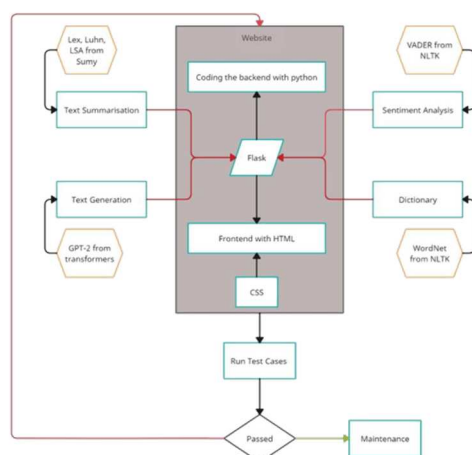 Website
Lex, Luhn,
LSA from
Sumy
VADER from
NLTK
Coding the backend with python
Text Summarisation
Sentiment Analysis
Flask
Text Generation
Dictionary
Frontend with HTML
GPT-2 from
transformers
WordNet
from NLTK
CSS
Run Test Cases
Passed
Maintenance